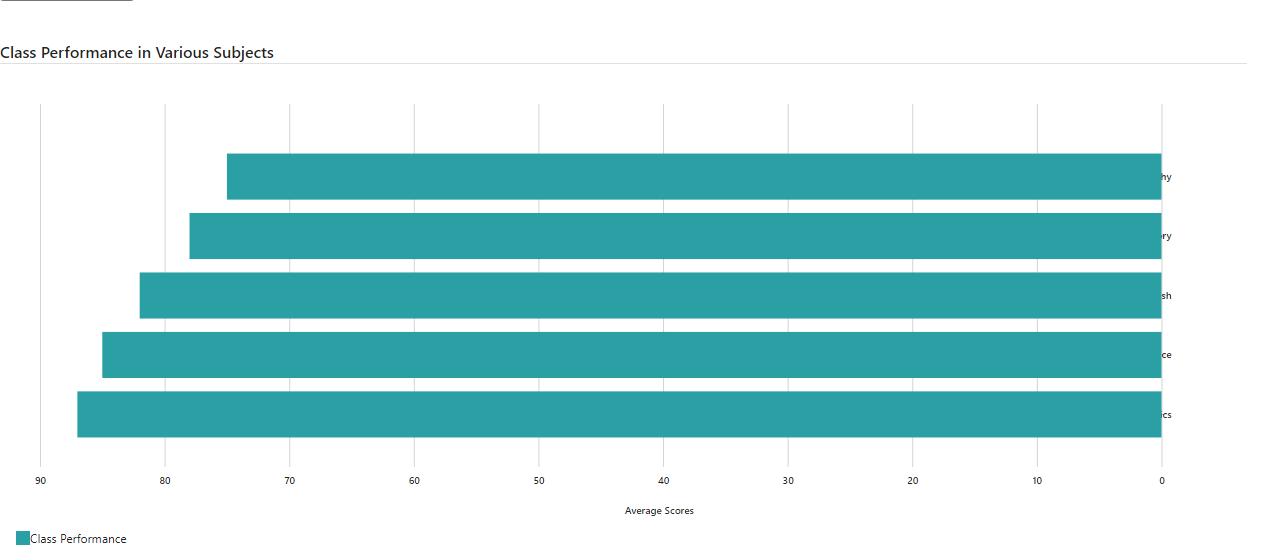 Class Performance in Various Subjects
hy
ry
sh
ce
ics
90 80 70 60 50 40 30 20 10 0
Average Scores
Class Performance